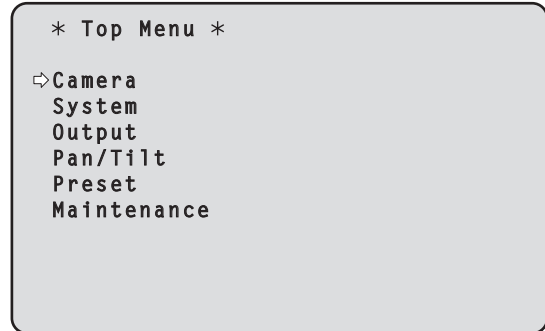 * Top Menu *
⇨Camera
System
Output
Pan/Tilt
Preset
Maintenance